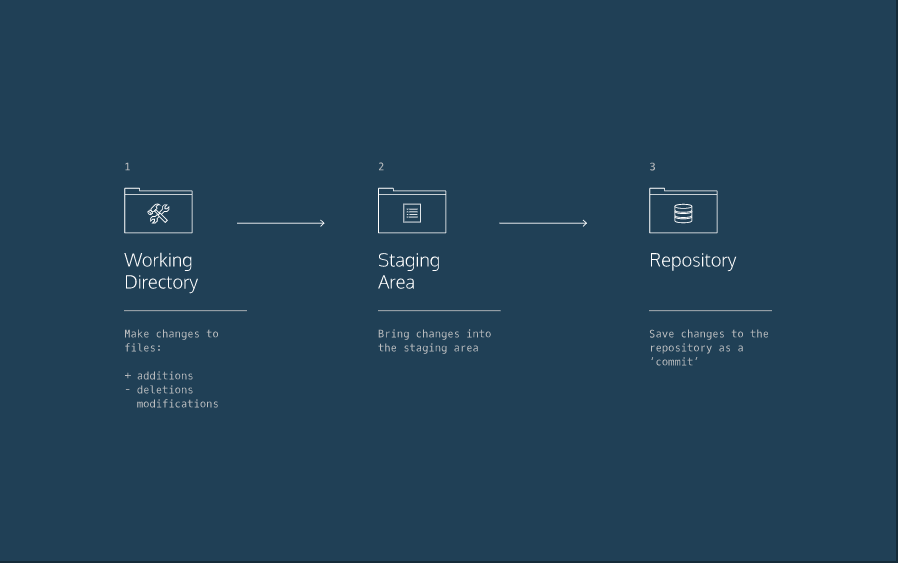 1
Working
Directory
Make changes to
files:
+ additions
- deletions
modifications
2
Staging
Area
Bring changes into
the staging area
3
Repository
Save changes to the
repository as a
‘commit’